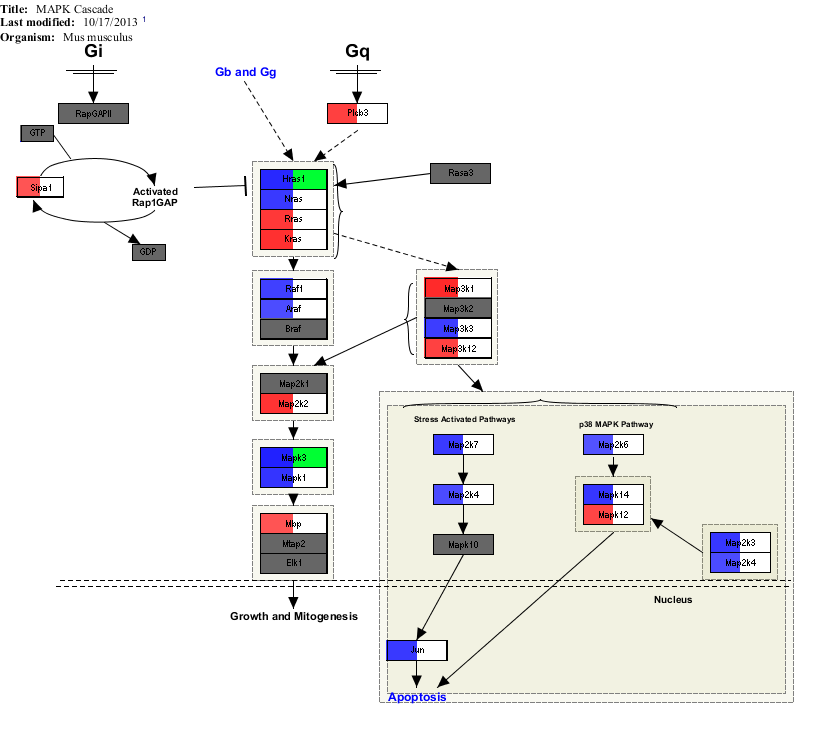 Title: MAPK Cascade
Last modified: 10/17/2013 1
Organism: Mus musculus
Gi
Gq
Gb and Gg
RapGAPII
Plcb3
GTP
Sipa1
Activated
Rap1GAP
GDP
Hras1
Nras
Rras
Kras
Rasa3
Raf1
Araf
Braf
Map3k1
Map3k2
Map3k3
Map3k12
Map2k1
Map2k2
Stress Activated Pathways
p38 MAPK Pathway
Map2k7
Map2k6
Mapk3
Mapk1
Map2k4
Mapk14
Mapk12
Mbp
Mtap2
Elk1
Mapk10
Map2k3
Map2k4
Nucleus
Growth and Mitogenesis
Jun
Apoptosis